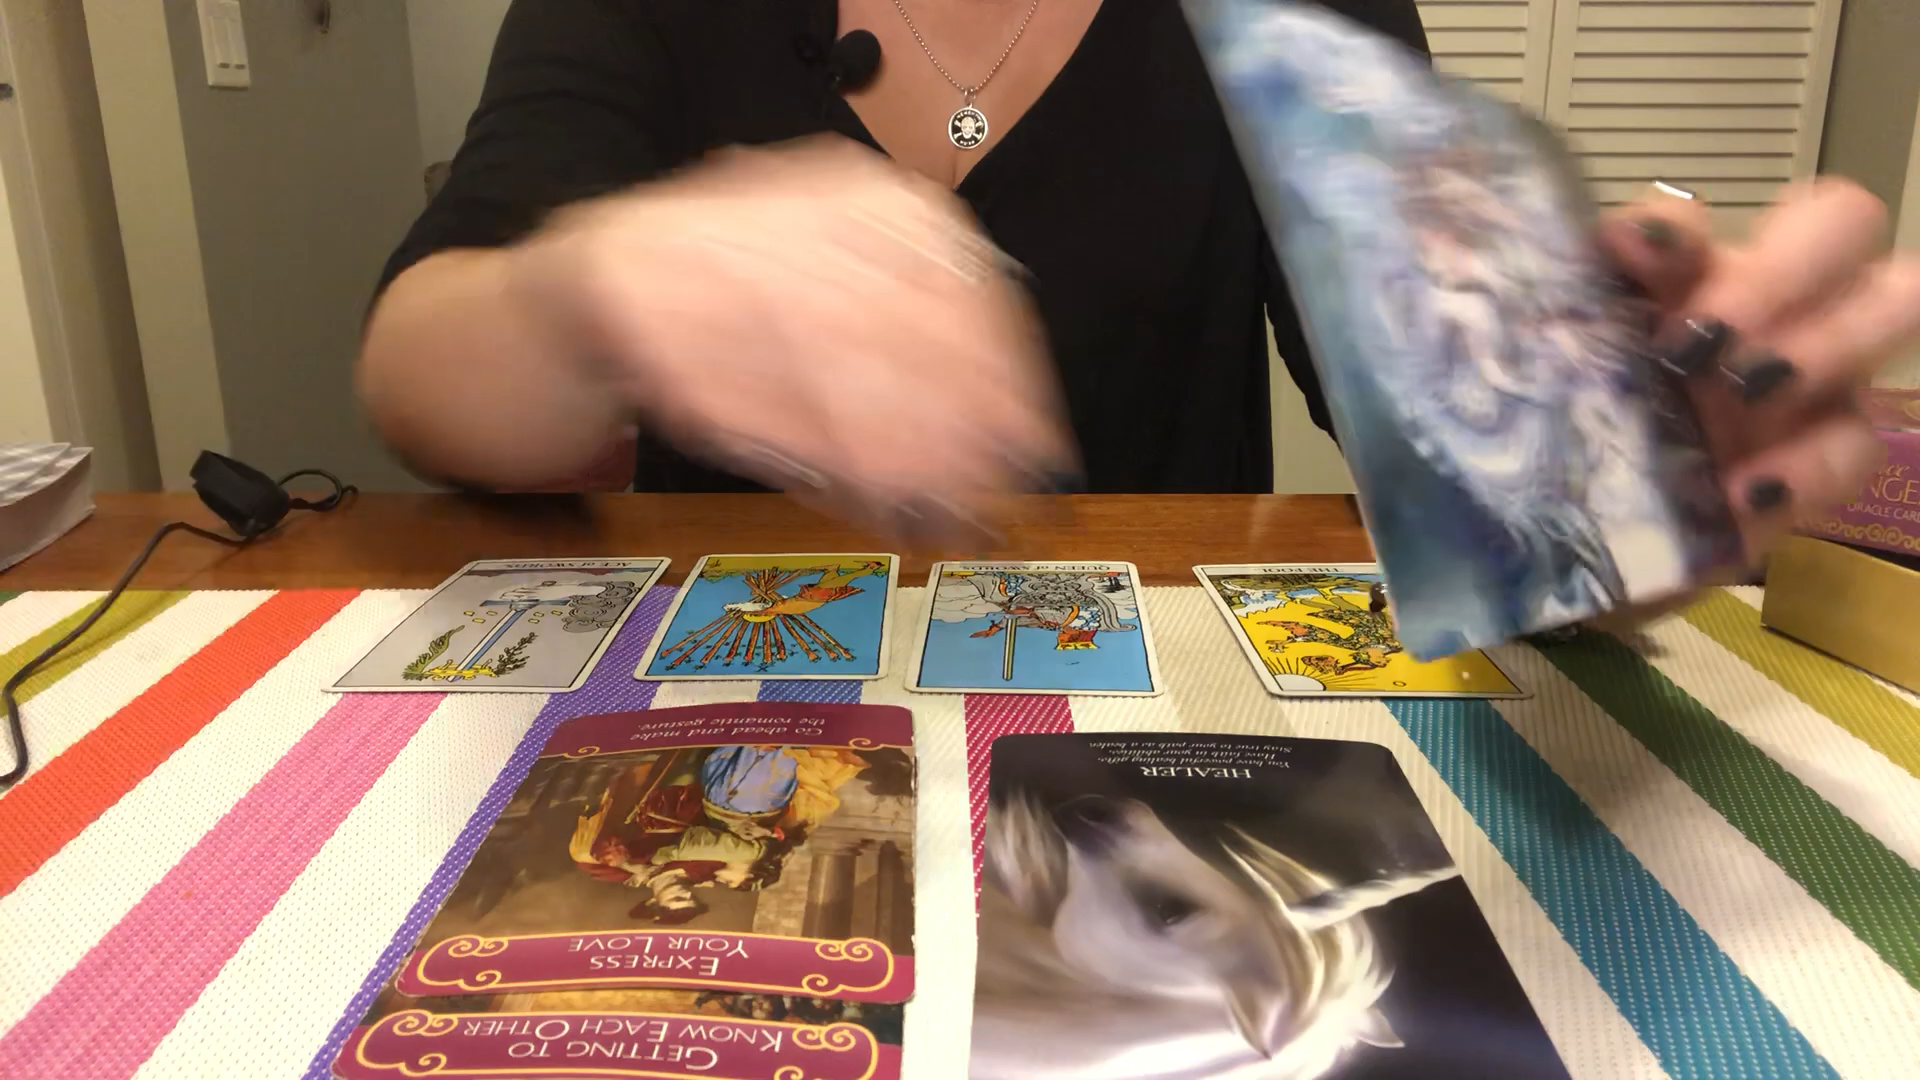 ACE of SWORDS
QUEEN of SWORDS
THE FOOL
Go ahead and make
the romantic gesture.
EXPRESS
YOUR LOVE
GETTING TO
KNOW EACH OTHER
HEALER
You have powerful healing gifts.
Have faith in your abilities.
Stay true to your path as a healer.
ORACLE CAR